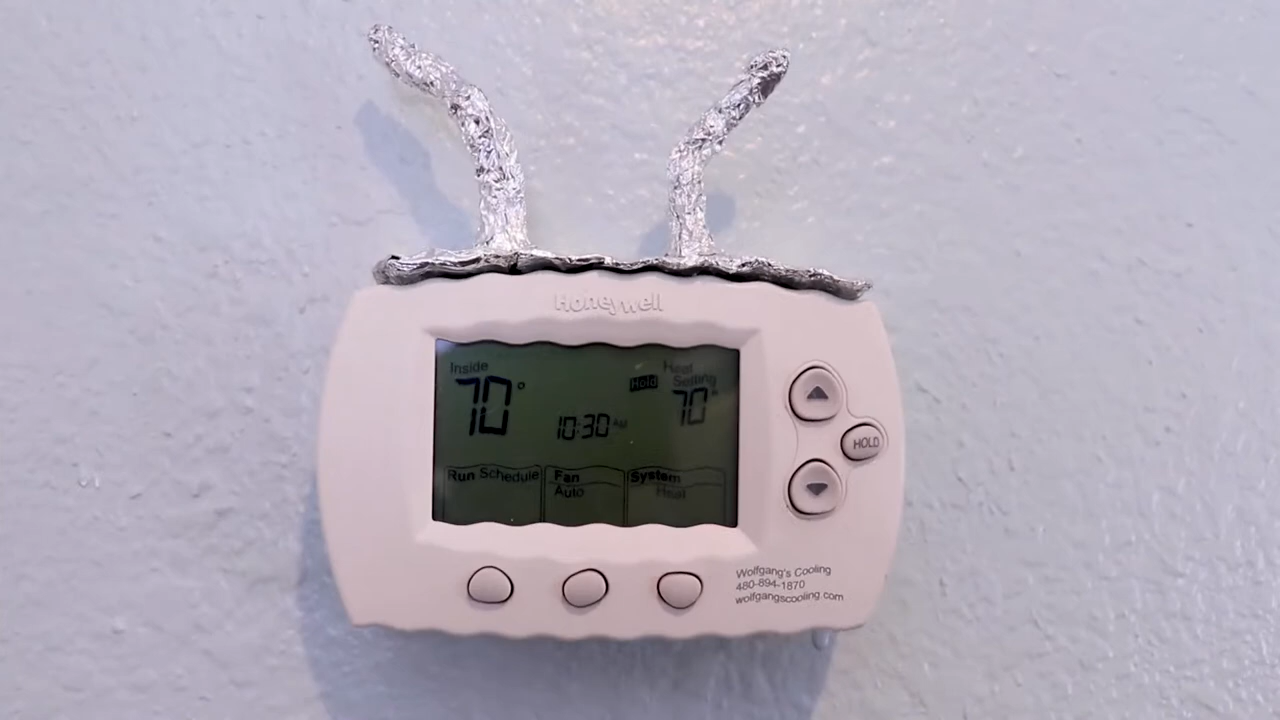 Honeywell
Inside
70°
Hold
Heat
Setting
70°
10:30 AM
Run Schedule
Fan
Auto
System
Heat
HOLD
Wolfgang's Cooling
480-894-1870
wolfgangscooling.com